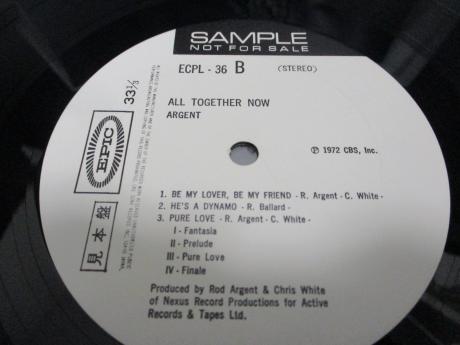 SAMPLE
NOT FOR SALE
ECPL - 36 B
(STEREO)
33 1/3
EPIC
見本盤
ALL TOGETHER NOW
ARGENT
Ⓟ 1972 CBS, Inc.
1. BE MY LOVER, BE MY FRIEND - R. Argent - C. White -
2. HE'S A DYNAMO - R. Ballard -
3. PURE LOVE - R. Argent - C. White -
I - Fantasia
II - Prelude
III - Pure Love
IV - Finale
Produced by Rod Argent & Chris White
of Nexus Record Productions for Active
Records & Tapes Ltd.